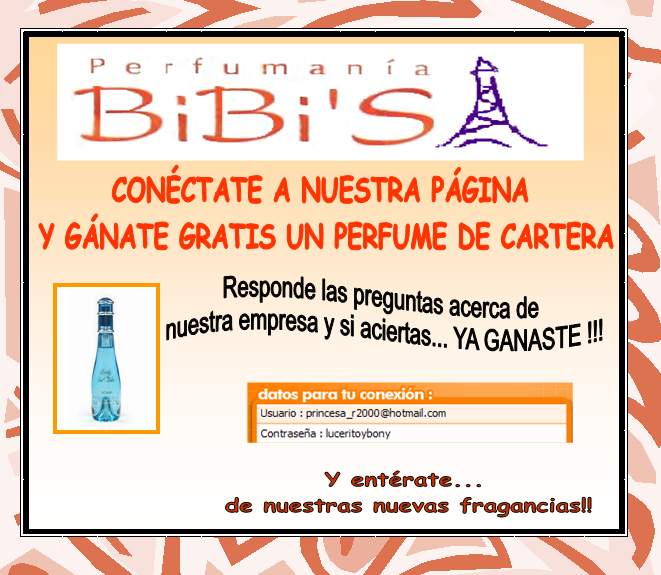 Perfumanía
BiBi'S
CONÉCTATE A NUESTRA PÁGINA
Y GÁNATE GRATIS UN PERFUME DE CARTERA
Responde las preguntas acerca de
nuestra empresa y si aciertas... YA GANASTE !!!
datos para tu conexión :
Usuario : princesa_r2000@hotmail.com
Contraseña : luceritoybony
Y entérate...
de nuestras nuevas fragancias!!